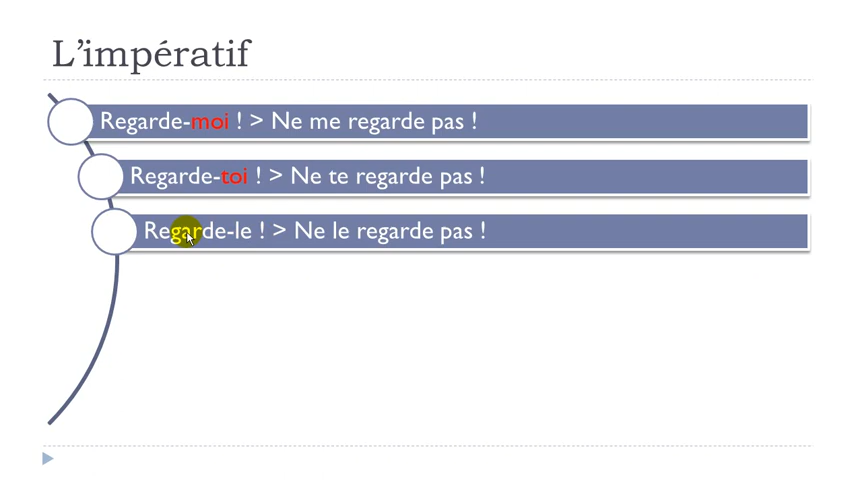 L’impératif
Regarde-moi ! > Ne me regarde pas !
Regarde-toi ! > Ne te regarde pas !
Regarde-le ! > Ne le regarde pas !